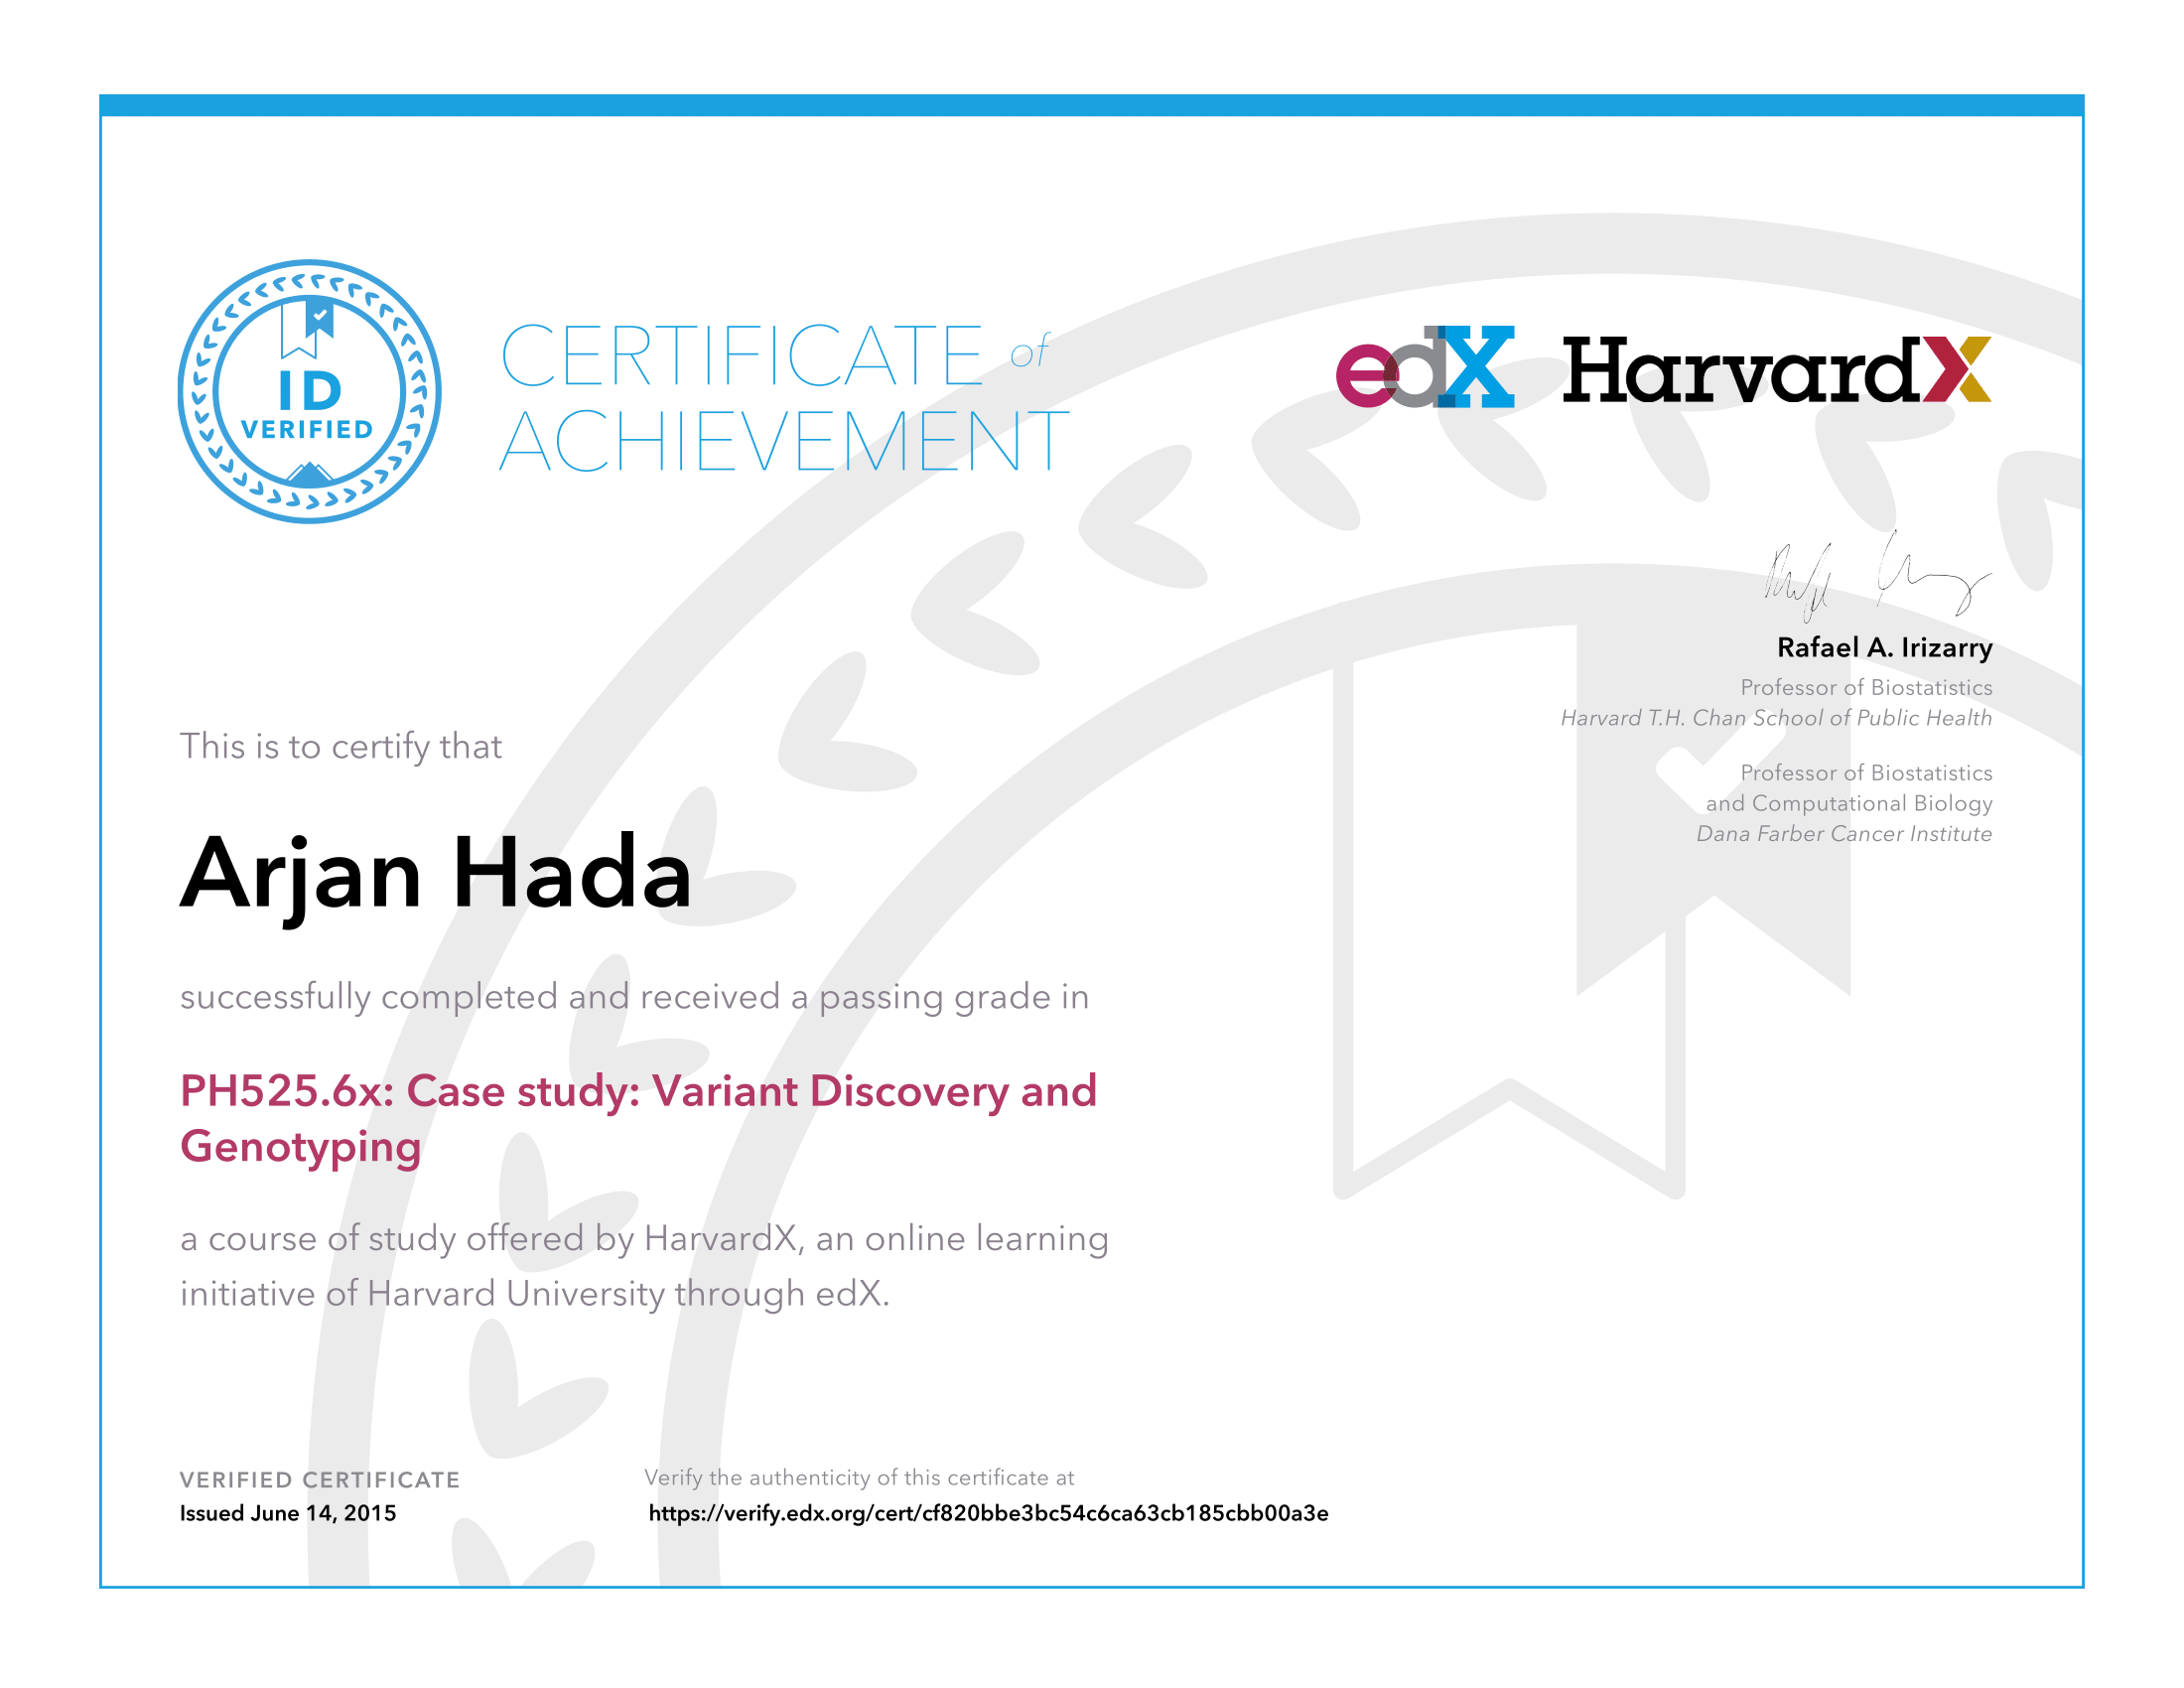 ID
VERIFIED
CERTIFICATE of
ACHIEVEMENT
edX HarvardX
Rafael A. Irizarry
Professor of Biostatistics
Harvard T.H. Chan School of Public Health
Professor of Biostatistics
and Computational Biology
Dana Farber Cancer Institute
This is to certify that
Arjan Hada
successfully completed and received a passing grade in
PH525.6x: Case study: Variant Discovery and
Genotyping
a course of study offered by HarvardX, an online learning
initiative of Harvard University through edX.
VERIFIED CERTIFICATE
Issued June 14, 2015
Verify the authenticity of this certificate at
https://verify.edx.org/cert/cf820bbe3bc54c6ca63cb185cbb00a3e